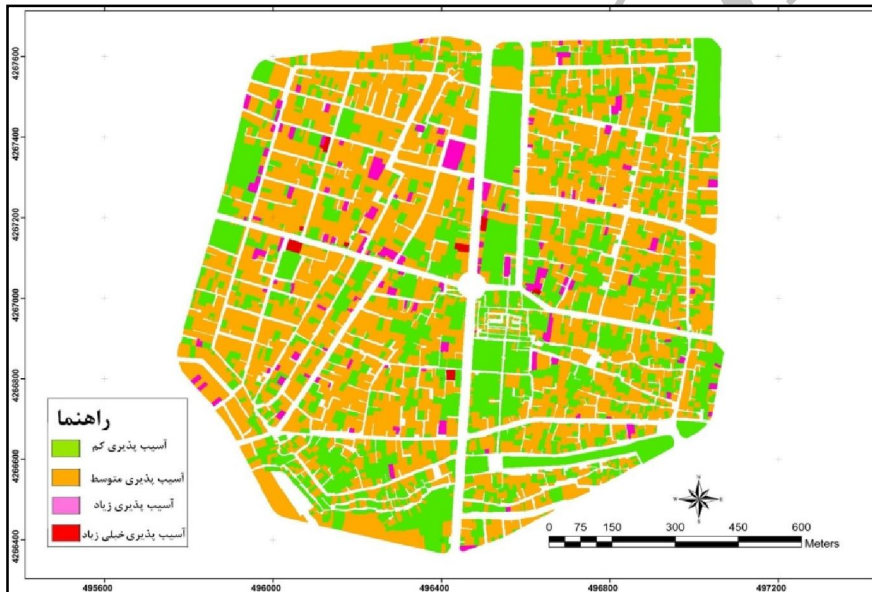 4267600
4267400
4267200
4267000
4266800
4266600
4266400
راهنما
آسیب پذیری کم
آسیب پذیری متوسط
آسیب پذیری زیاد
آسیب پذیری خیلی زیاد
N
W E
S
0 75 150 300 450 600
Meters
495600 496000 496400 496800 497200